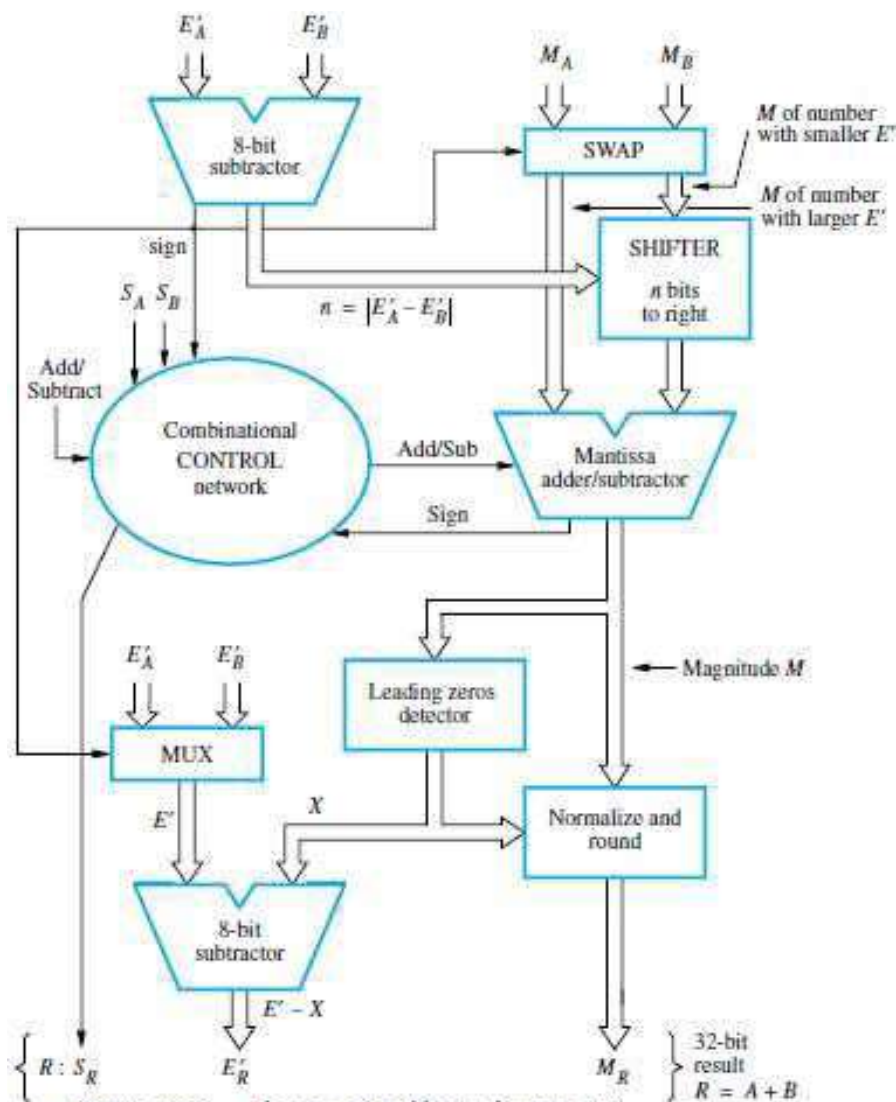 E′A E′B
MA MB
8-bit
subtractor
SWAP
M of number
with smaller E′
M of number
with larger E′
sign
SHIFTER
n bits
to right
SA SB
n = |E′A − E′B|
Add/
Subtract
Combinational
CONTROL
network
Add/Sub
Mantissa
adder/subtractor
Sign
E′A E′B
Leading zeros
detector
Magnitude M
MUX
E′
X
Normalize and
round
8-bit
subtractor
E′ − X
R : SR E′R MR
32-bit
result
R = A + B